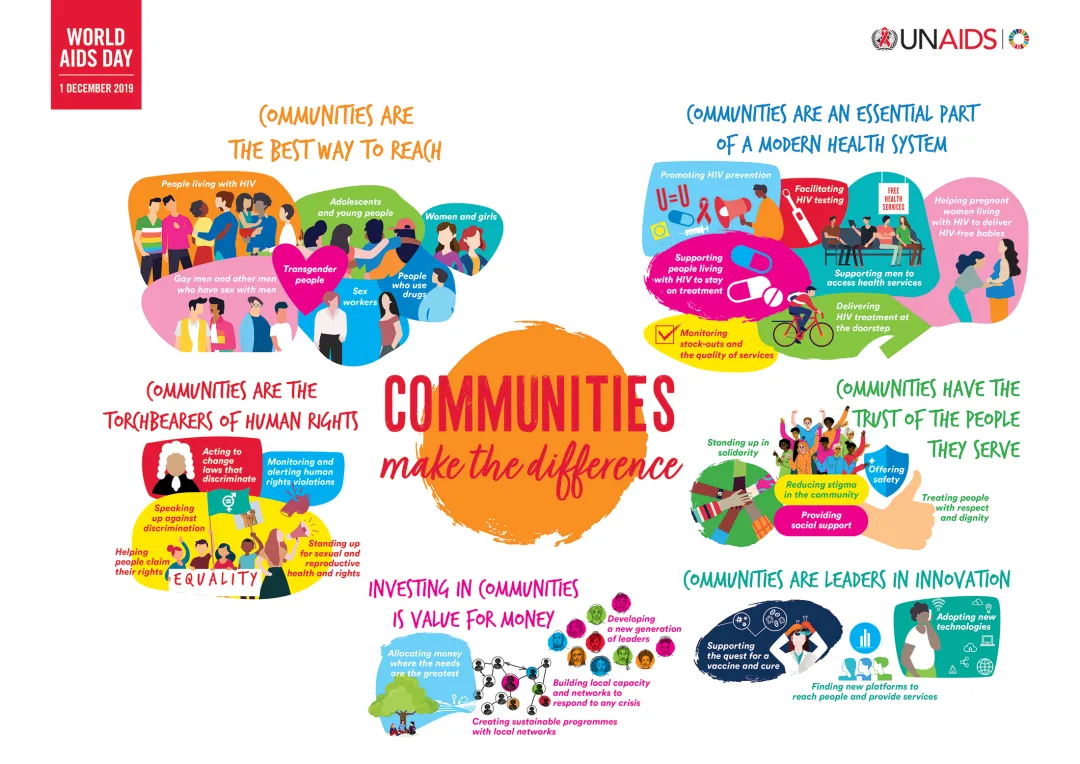 WORLD
AIDS DAY
1 DECEMBER 2019
UNAIDS
COMMUNITIES ARE
THE BEST WAY TO REACH
People living with HIV
Adolescents
and young people
Women and girls
Gay men and other men
who have sex with men
Transgender
people
Sex
workers
People
who use
drugs
COMMUNITIES ARE AN ESSENTIAL PART
OF A MODERN HEALTH SYSTEM
Promoting HIV prevention
U=U
Facilitating
HIV testing
FREE
HEALTH
SERVICES
Helping pregnant
women living
with HIV to deliver
HIV-free babies
Supporting
people living
with HIV to stay
on treatment
Supporting men to
access health services
Delivering
HIV treatment at
the doorstep
Monitoring
stock-outs and
the quality of services
COMMUNITIES
make the difference
COMMUNITIES ARE THE
TORCHBEARERS OF HUMAN RIGHTS
Acting to
change
laws that
discriminate
Monitoring and
alerting human
rights violations
Speaking
up against
discrimination
Helping
people claim
their rights
Standing up
for sexual and
reproductive
health and rights
EQUALITY
COMMUNITIES HAVE THE
TRUST OF THE PEOPLE
THEY SERVE
Standing up in
solidarity
Offering
safety
Reducing stigma
in the community
Providing
social support
Treating people
with respect
and dignity
INVESTING IN COMMUNITIES
IS VALUE FOR MONEY
Allocating money
where the needs
are the greatest
Developing
a new generation
of leaders
Building local capacity
and networks to
respond to any crisis
Creating sustainable programmes
with local networks
COMMUNITIES ARE LEADERS IN INNOVATION
Supporting
the quest for a
vaccine and cure
Adopting new
technologies
Finding new platforms to
reach people and provide services